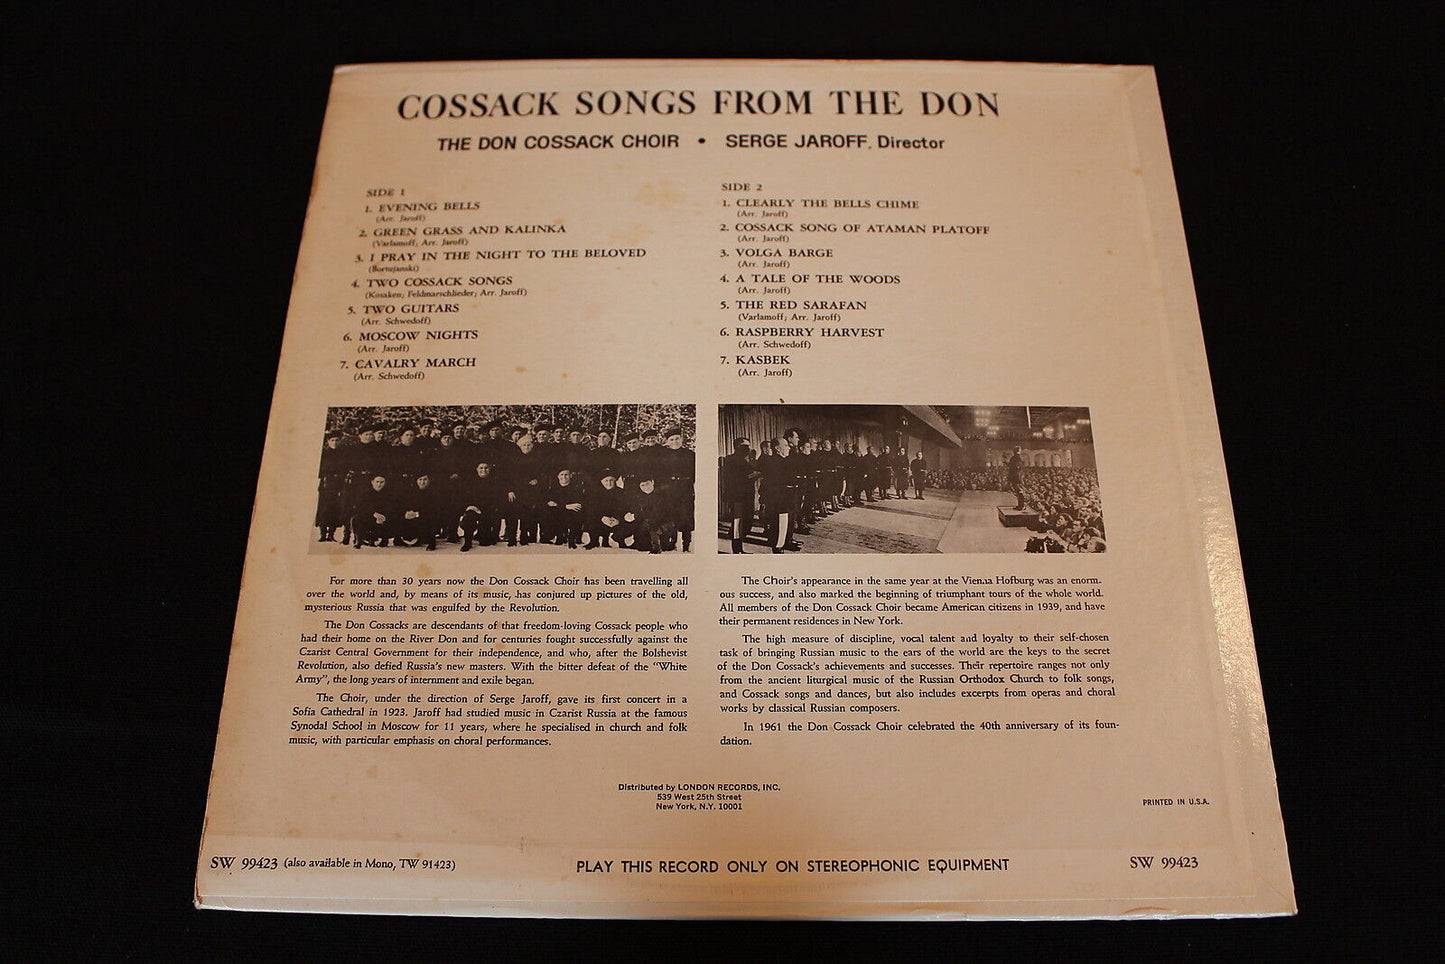 COSSACK SONGS FROM THE DON
THE DON COSSACK CHOIR • SERGE JAROFF, Director
SIDE 1
1. EVENING BELLS
(Arr. Jaroff)
2. GREEN GRASS AND KALINKA
(Varlamoff; Arr. Jaroff)
3. I PRAY IN THE NIGHT TO THE BELOVED
(Bortnjanski)
4. TWO COSSACK SONGS
(Kosaken; Feldmarschlieder; Arr. Jaroff)
5. TWO GUITARS
(Arr. Schwedoff)
6. MOSCOW NIGHTS
(Arr. Jaroff)
7. CAVALRY MARCH
(Arr. Schwedoff)
SIDE 2
1. CLEARLY THE BELLS CHIME
(Arr. Jaroff)
2. COSSACK SONG OF ATAMAN PLATOFF
(Arr. Jaroff)
3. VOLGA BARGE
(Arr. Jaroff)
4. A TALE OF THE WOODS
(Arr. Jaroff)
5. THE RED SARAFAN
(Varlamoff; Arr. Jaroff)
6. RASPBERRY HARVEST
(Arr. Schwedoff)
7. KASBEK
(Arr. Jaroff)
For more than 30 years now the Don Cossack Choir has been travelling all
over the world and, by means of its music, has conjured up pictures of the old,
mysterious Russia that was engulfed by the Revolution.
The Don Cossacks are descendants of that freedom-loving Cossack people who
had their home on the River Don and for centuries fought successfully against the
Czarist Central Government for their independence, and who, after the Bolshevist
Revolution, also defied Russia's new masters. With the bitter defeat of the "White
Army", the long years of internment and exile began.
The Choir, under the direction of Serge Jaroff, gave its first concert in a
Sofia Cathedral in 1923. Jaroff had studied music in Czarist Russia at the famous
Synodal School in Moscow for 11 years, where he specialised in church and folk
music, with particular emphasis on choral performances.
The Choir's appearance in the same year at the Vienna Hofburg was an enorm-
ous success, and also marked the beginning of triumphant tours of the whole world.
All members of the Don Cossack Choir became American citizens in 1939, and have
their permanent residences in New York.
The high measure of discipline, vocal talent and loyalty to their self-chosen
task of bringing Russian music to the ears of the world are the keys to the secret
of the Don Cossack's achievements and successes. Their repertoire ranges not only
from the ancient liturgical music of the Russian Orthodox Church to folk songs,
and Cossack songs and dances, but also includes excerpts from operas and choral
works by classical Russian composers.
In 1961 the Don Cossack Choir celebrated the 40th anniversary of its foun-
dation.
Distributed by LONDON RECORDS, INC.
539 West 25th Street
New York, N.Y. 10001
PRINTED IN U.S.A.
SW 99423 (also available in Mono, TW 91423)
PLAY THIS RECORD ONLY ON STEREOPHONIC EQUIPMENT
SW 99423